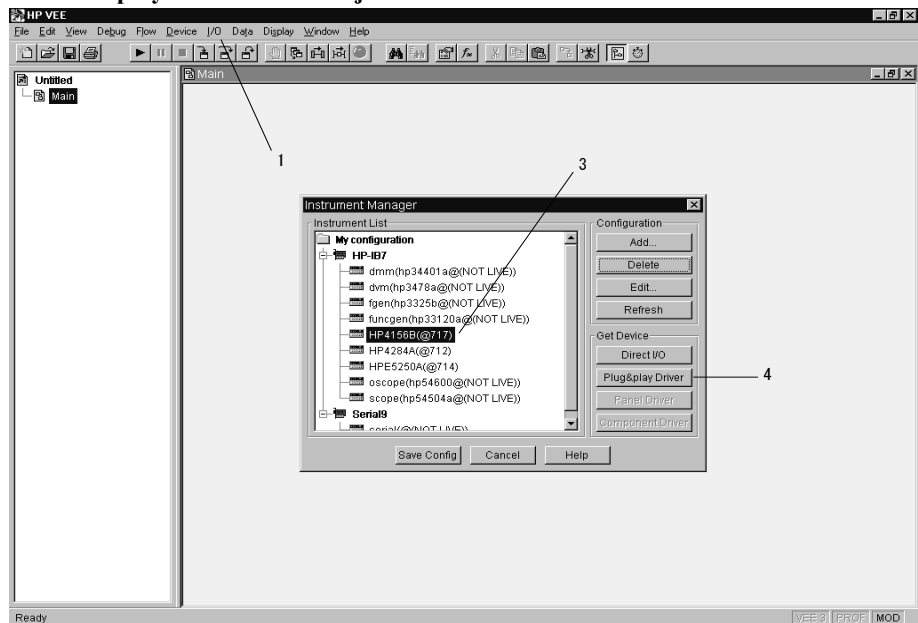 HP VEE
File Edit View Debug Flow Device I/O Data Display Window Help
Untitled
Main
Main
1
3
Instrument Manager
Instrument List
My configuration
HP-IB7
dmm(hp34401a@(NOT LIVE))
dvm(hp3478a@(NOT LIVE))
fgen(hp3325b@(NOT LIVE))
funcgen(hp33120a@(NOT LIVE))
HP4156B(@717)
HP4284A(@712)
HPE5250A(@714)
oscope(hp54600@(NOT LIVE))
scope(hp54504a@(NOT LIVE))
Serial9
serial(@(NOT LIVE))
Configuration
Add...
Delete
Edit...
Refresh
Get Device
Direct I/O
Plug&play Driver
4
Panel Driver
Component Driver
Save Config Cancel Help
Ready
VEE 3 PROF MOD